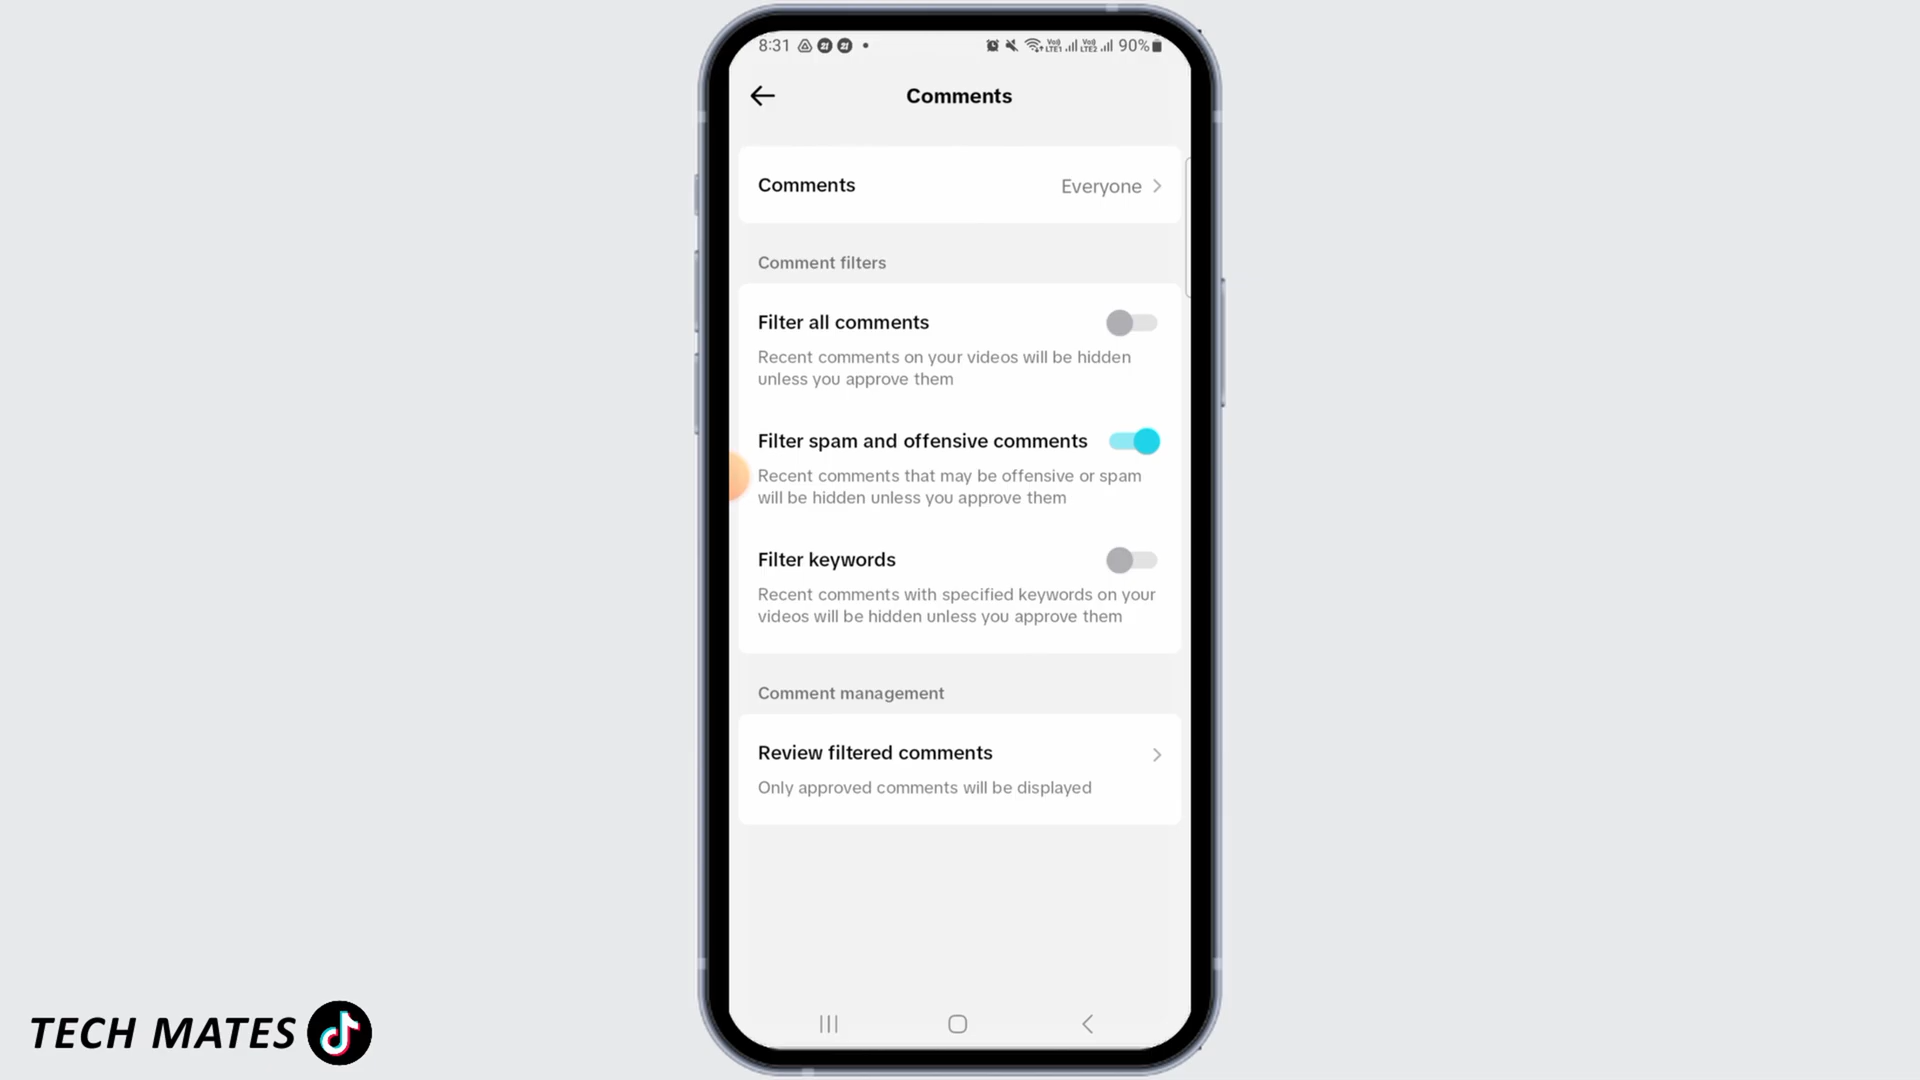 8:31
90%
Comments
Comments
Everyone
Comment filters
Filter all comments
Recent comments on your videos will be hidden
unless you approve them
Filter spam and offensive comments
Recent comments that may be offensive or spam
will be hidden unless you approve them
Filter keywords
Recent comments with specified keywords on your
videos will be hidden unless you approve them
Comment management
Review filtered comments
Only approved comments will be displayed
TECH MATES